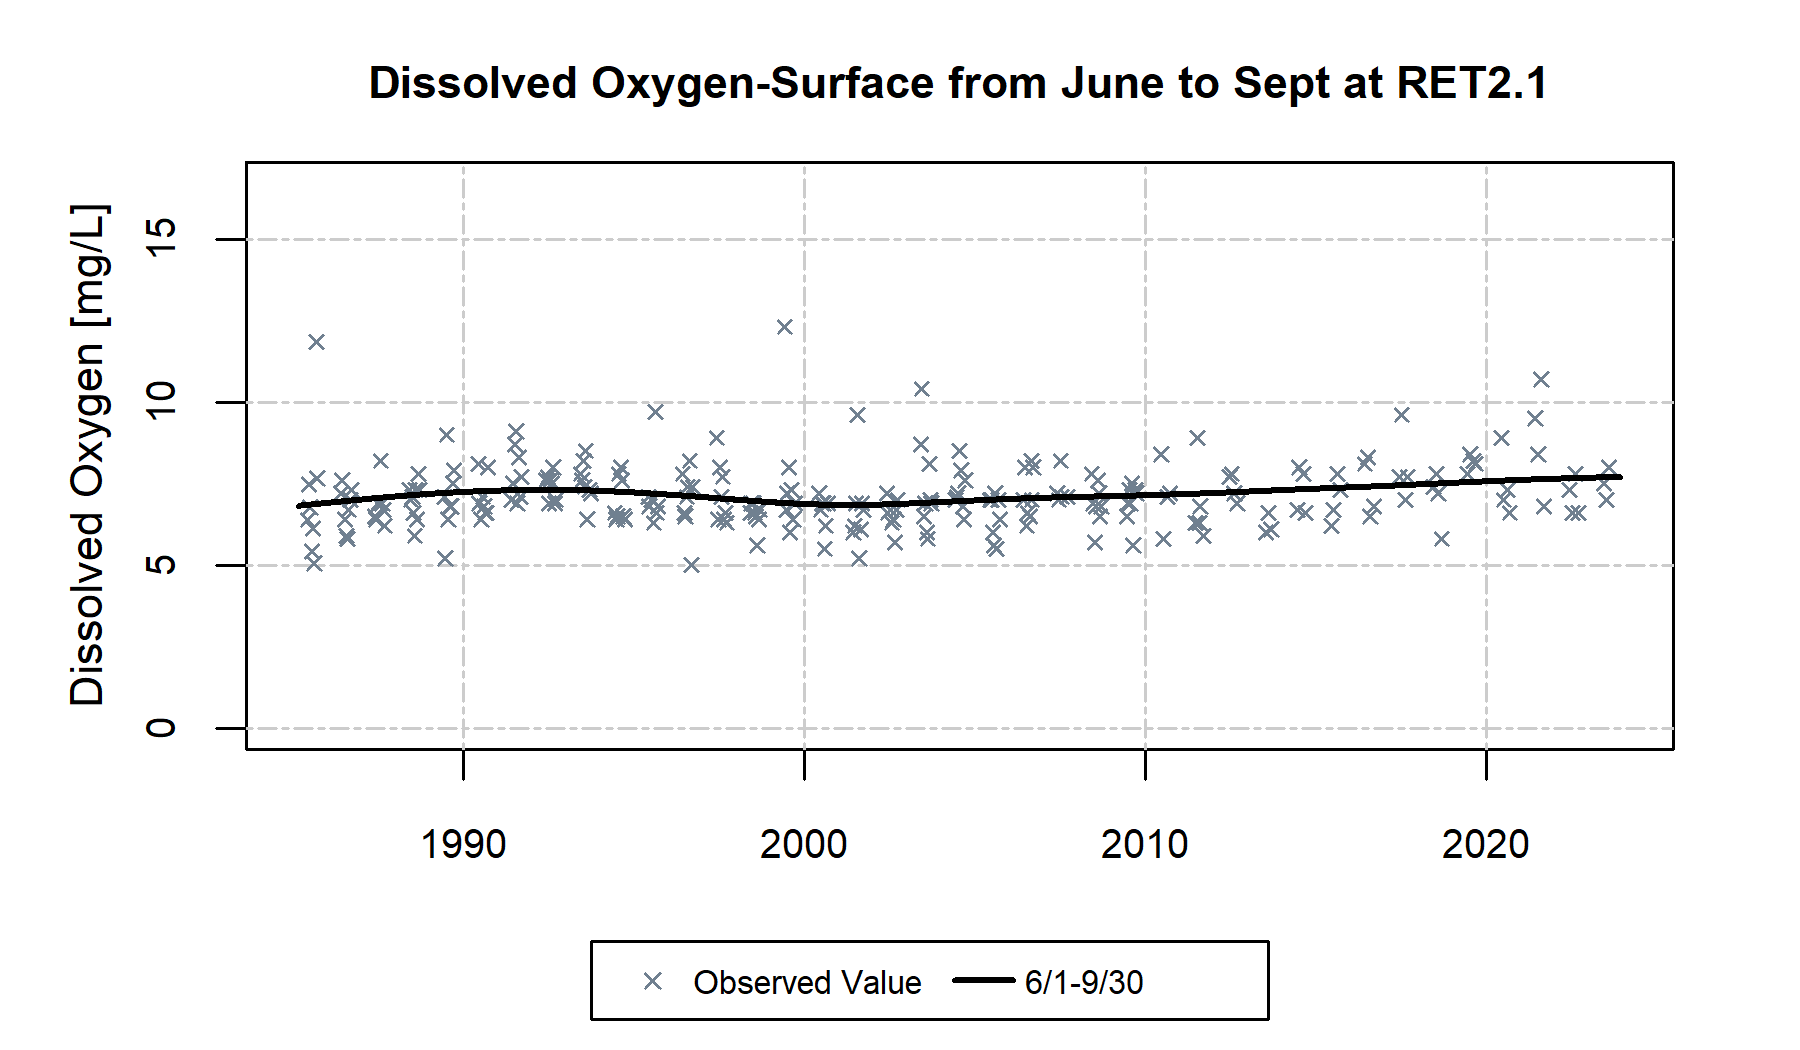 Dissolved Oxygen-Surface from June to Sept at RET2.1
Dissolved Oxygen [mg/L]
15
10
5
0
1990 2000 2010 2020
Observed Value 6/1-9/30